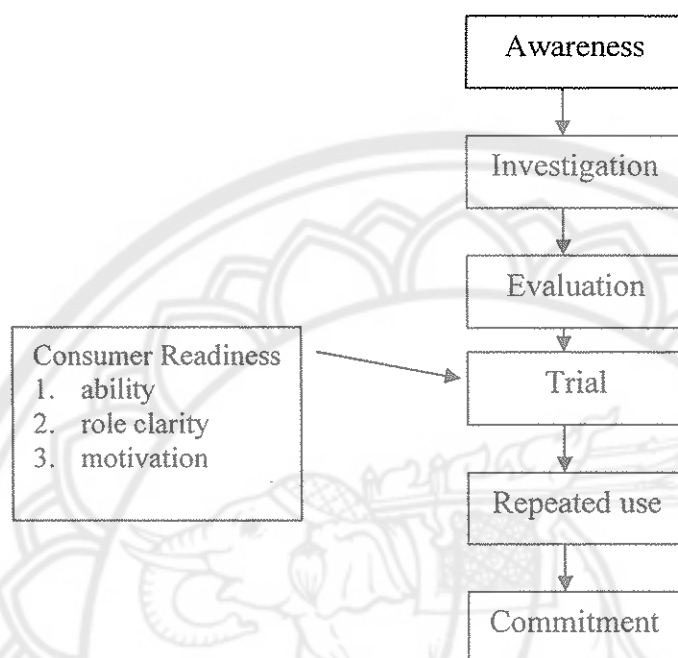 Awareness
Investigation
Evaluation
Consumer Readiness
1. ability
2. role clarity
3. motivation
Trial
Repeated use
Commitment